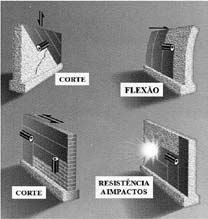 CORTE
FLEXÃO
CORTE
RESISTÊNCIA
A IMPACTOS